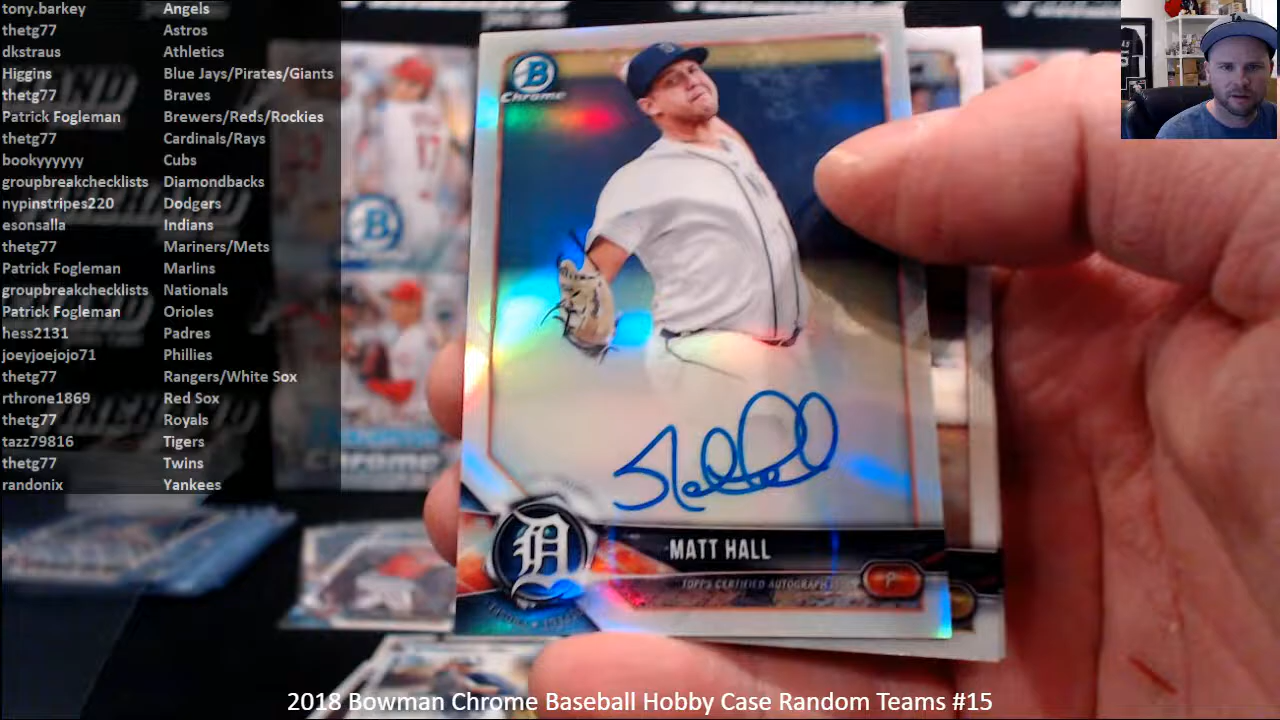 tony.barkey Angels
thetg77 Astros
dkstraus Athletics
Higgins Blue Jays/Pirates/Giants
thetg77 Braves
Patrick Fogleman Brewers/Reds/Rockies
thetg77 Cardinals/Rays
bookyyyyyy Cubs
groupbreakchecklists Diamondbacks
nypinstripes220 Dodgers
esonsalla Indians
thetg77 Mariners/Mets
Patrick Fogleman Marlins
groupbreakchecklists Nationals
Patrick Fogleman Orioles
hess2131 Padres
joeyjoejojo71 Phillies
thetg77 Rangers/White Sox
rthrone1869 Red Sox
thetg77 Royals
tazz79816 Tigers
thetg77 Twins
randonix Yankees
17
B
B
Chrome
D
MATT HALL
TOPPS CERTIFIED AUTOGRAPH
P
chrome
2018 Bowman Chrome Baseball Hobby Case Random Teams #15